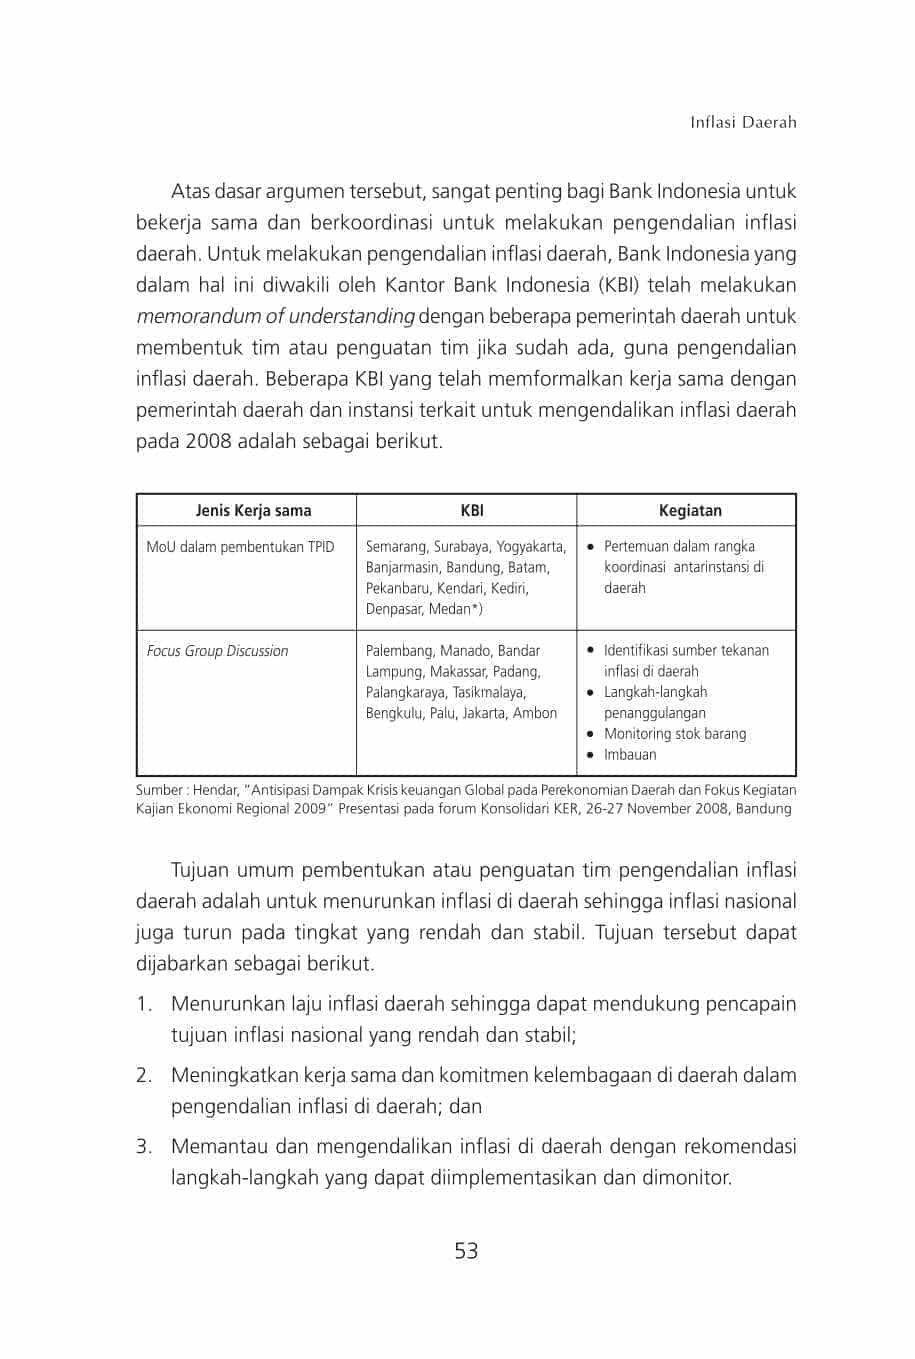 Inflasi Daerah
Atas dasar argumen tersebut, sangat penting bagi Bank Indonesia untuk
bekerja sama dan berkoordinasi untuk melakukan pengendalian inflasi
daerah. Untuk melakukan pengendalian inflasi daerah, Bank Indonesia yang
dalam hal ini diwakili oleh Kantor Bank Indonesia (KBI) telah melakukan
memorandum of understanding dengan beberapa pemerintah daerah untuk
membentuk tim atau penguatan tim jika sudah ada, guna pengendalian
inflasi daerah. Beberapa KBI yang telah memformalkan kerja sama dengan
pemerintah daerah dan instansi terkait untuk mengendalikan inflasi daerah
pada 2008 adalah sebagai berikut.
Jenis Kerja sama
KBI
Kegiatan
MoU dalam pembentukan TPID
Semarang, Surabaya, Yogyakarta,
Banjarmasin, Bandung, Batam,
Pekanbaru, Kendari, Kediri,
Denpasar, Medan*)
● Pertemuan dalam rangka
koordinasi antarinstansi di
daerah
Focus Group Discussion
Palembang, Manado, Bandar
Lampung, Makassar, Padang,
Palangkaraya, Tasikmalaya,
Bengkulu, Palu, Jakarta, Ambon
● Identifikasi sumber tekanan
inflasi di daerah
● Langkah-langkah
penanggulangan
● Monitoring stok barang
● Imbauan
Sumber : Hendar, "Antisipasi Dampak Krisis keuangan Global pada Perekonomian Daerah dan Fokus Kegiatan
Kajian Ekonomi Regional 2009" Presentasi pada forum Konsolidari KER, 26-27 November 2008, Bandung
Tujuan umum pembentukan atau penguatan tim pengendalian inflasi
daerah adalah untuk menurunkan inflasi di daerah sehingga inflasi nasional
juga turun pada tingkat yang rendah dan stabil. Tujuan tersebut dapat
dijabarkan sebagai berikut.
1. Menurunkan laju inflasi daerah sehingga dapat mendukung pencapain
tujuan inflasi nasional yang rendah dan stabil;
2. Meningkatkan kerja sama dan komitmen kelembagaan di daerah dalam
pengendalian inflasi di daerah; dan
3. Memantau dan mengendalikan inflasi di daerah dengan rekomendasi
langkah-langkah yang dapat diimplementasikan dan dimonitor.
53